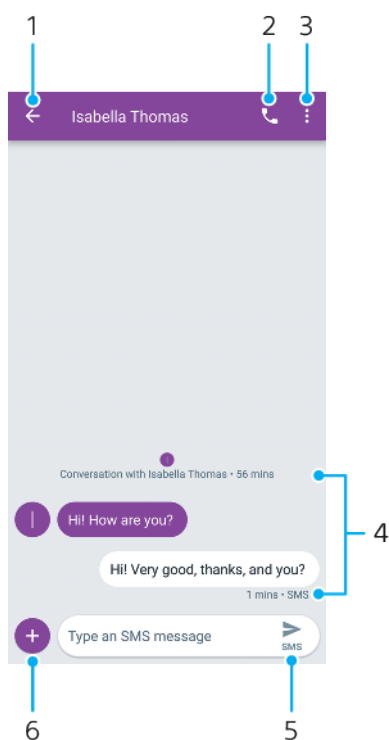 1 2 3
Isabella Thomas
I
Conversation with Isabella Thomas • 56 mins
I Hi! How are you?
Hi! Very good, thanks, and you?
1 mins • SMS
4
+ Type an SMS message
SMS
6 5